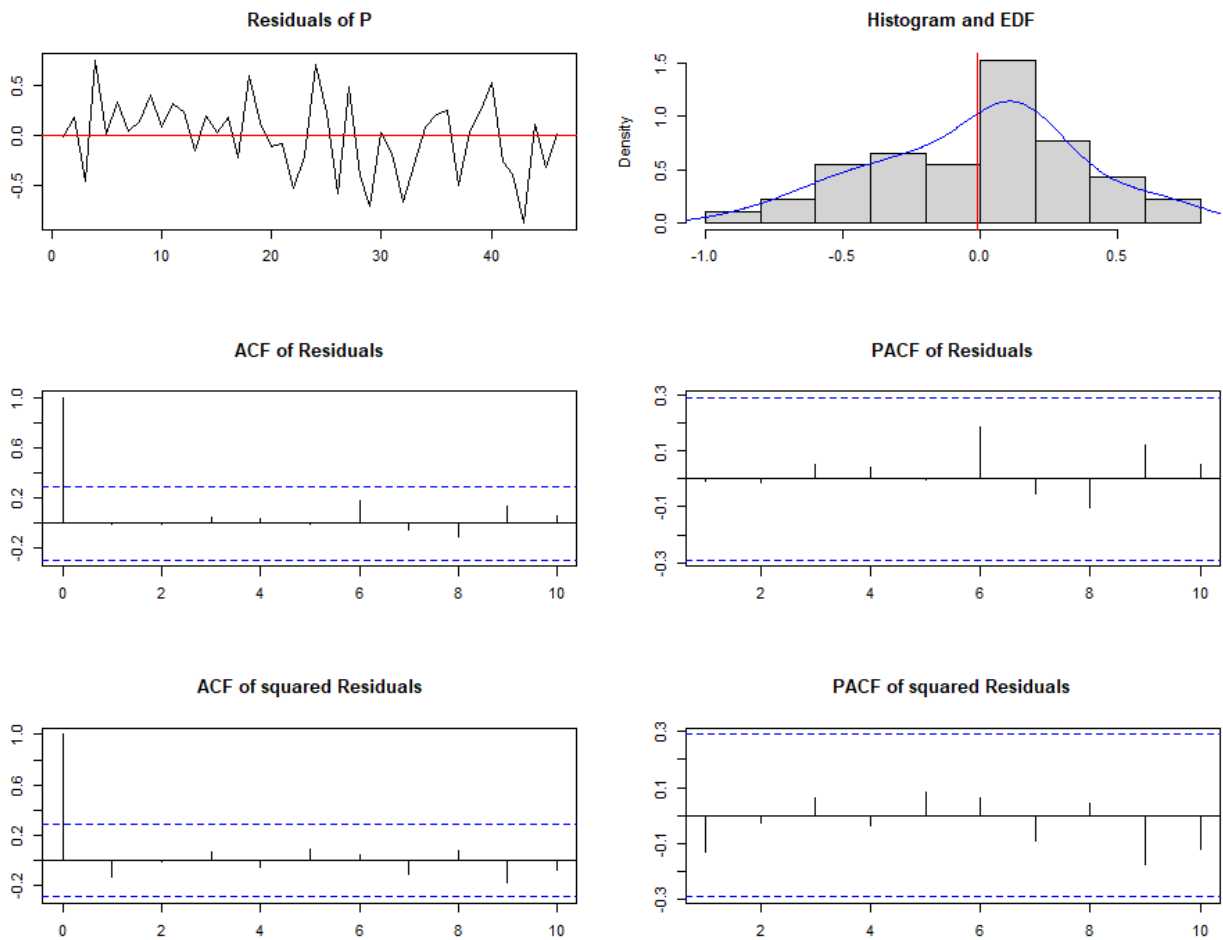 Residuals of P
0.5
0.0
-0.5
0 10 20 30 40
Histogram and EDF
Density
1.5
1.0
0.5
0.0
-1.0 -0.5 0.0 0.5
ACF of Residuals
1.0
0.6
0.2
-0.2
0 2 4 6 8 10
PACF of Residuals
0.3
0.1
-0.1
-0.3
2 4 6 8 10
ACF of squared Residuals
1.0
0.6
0.2
-0.2
0 2 4 6 8 10
PACF of squared Residuals
0.3
0.1
-0.1
-0.3
2 4 6 8 10